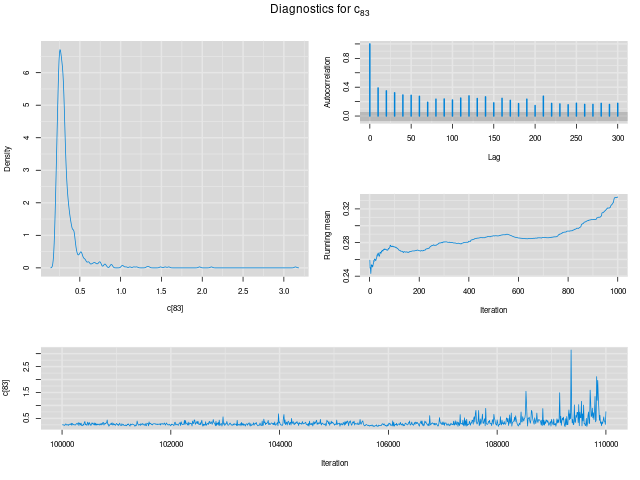 Diagnostics for c83
Density
0 1 2 3 4 5 6
0.5 1.0 1.5 2.0 2.5 3.0
c[83]
Autocorrelation
0.0 0.4 0.8
0 50 100 150 200 250 300
Lag
Running mean
0.24 0.28 0.32
0 200 400 600 800 1000
Iteration
c[83]
0.5 1.5 2.5
100000 102000 104000 106000 108000 110000
Iteration